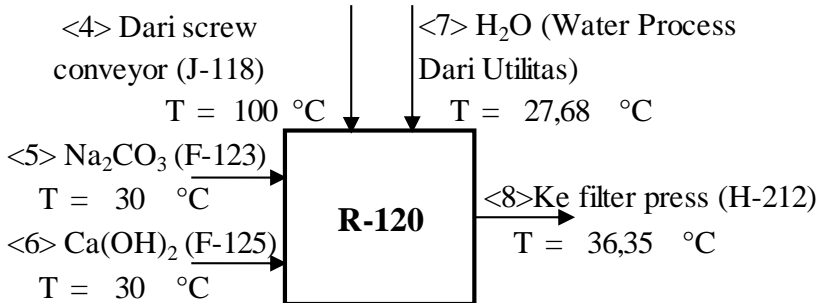 <4> Dari screw
conveyor (J-118)
T = 100 °C
<7> H₂O (Water Process
Dari Utilitas)
T = 27,68 °C
<5> Na₂CO₃ (F-123)
T = 30 °C
<6> Ca(OH)₂ (F-125)
T = 30 °C
R-120
<8>Ke filter press (H-212)
T = 36,35 °C